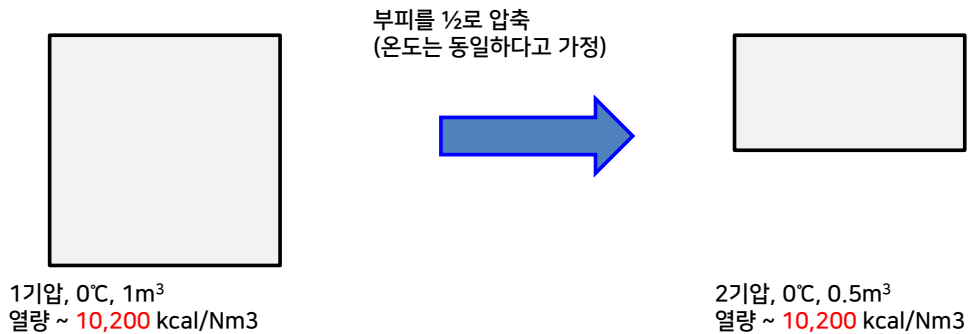 부피를 ½로 압축
(온도는 동일하다고 가정)
1기압, 0℃, 1m³
열량 ~ 10,200 kcal/Nm3
2기압, 0℃, 0.5m³
열량 ~ 10,200 kcal/Nm3